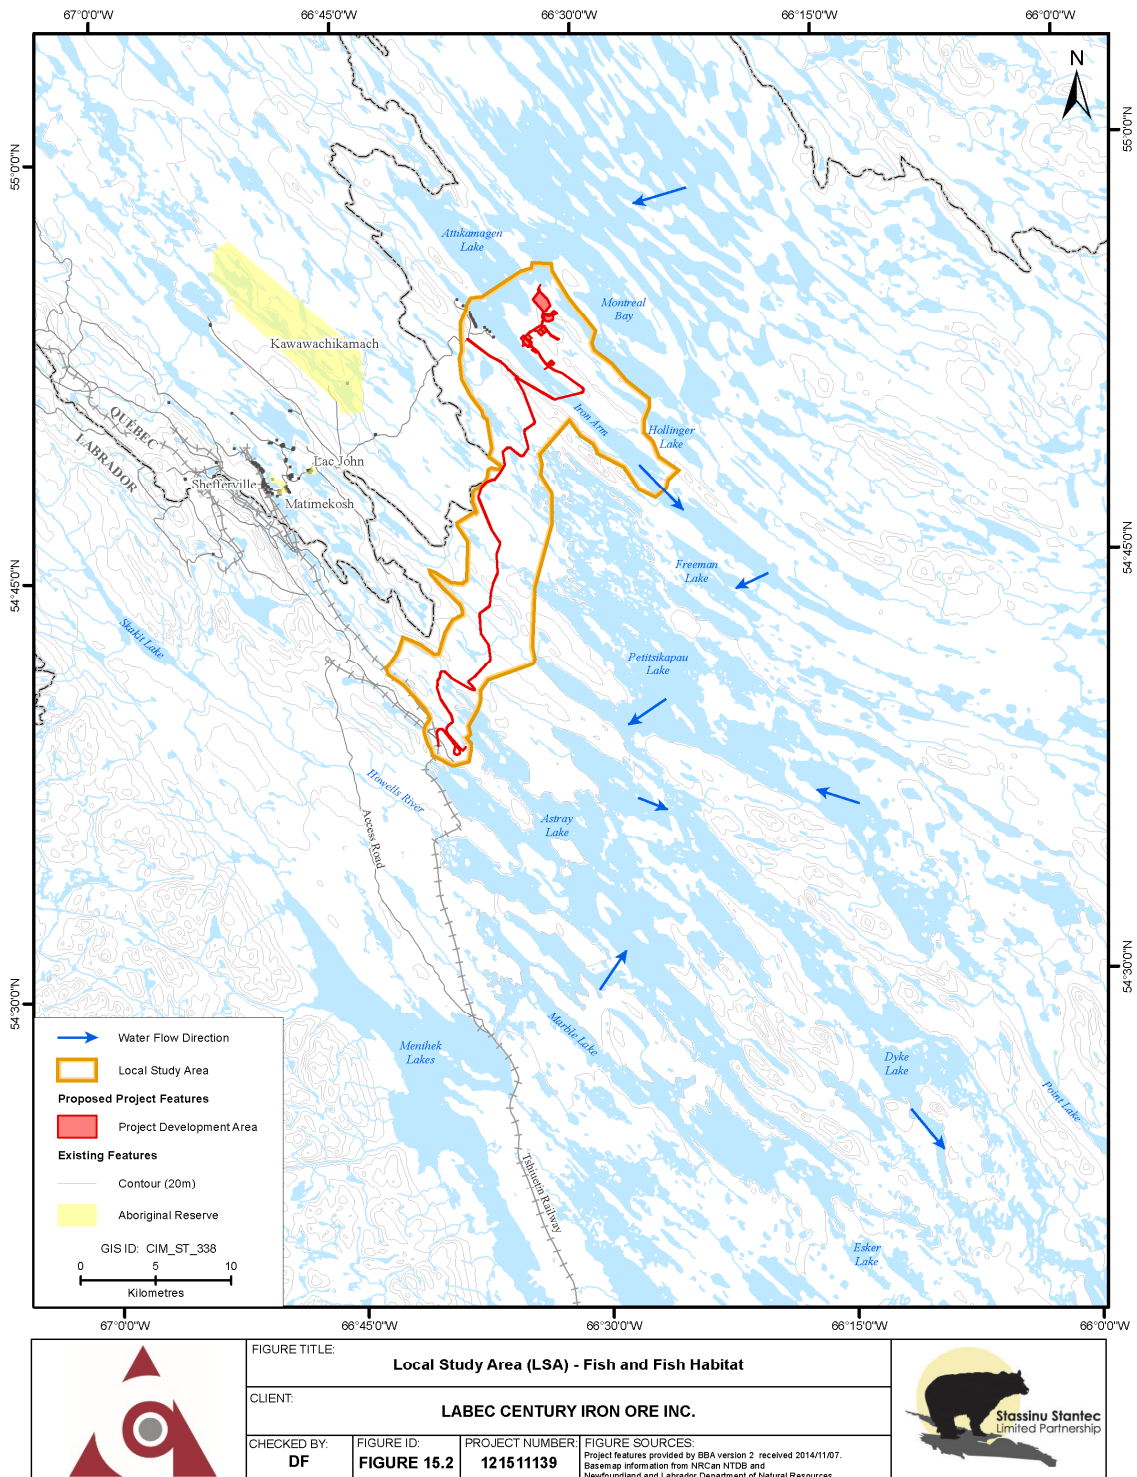 67°0'0"W 66°45'0"W 66°30'0"W 66°15'0"W 66°0'0"W
N
55°0'0"N
55°0'0"N
Attikamagen
Lake
Montreal
Bay
Kawawachikamach
QUÉBEC
LABRADOR
Iron Arm
Hollinger
Lake
Lac John
Schefferville
Matimekosh
54°45'0"N
54°45'0"N
Freeman
Lake
Skakit Lake
Petitsikapau
Lake
Howells River
Access Road
Astray
Lake
54°30'0"N
54°30'0"N
Marble Lake
Menihek
Lakes
Dyke
Lake
Point Lake
Tshiuetin Railway
Esker
Lake
Water Flow Direction
Local Study Area
Proposed Project Features
Project Development Area
Existing Features
Contour (20m)
Aboriginal Reserve
GIS ID: CIM_ST_338
0 5 10
Kilometres
67°0'0"W 66°45'0"W 66°30'0"W 66°15'0"W 66°0'0"W
FIGURE TITLE:
Local Study Area (LSA) - Fish and Fish Habitat
CLIENT:
LABEC CENTURY IRON ORE INC.
CHECKED BY:
DF
FIGURE ID:
FIGURE 15.2
PROJECT NUMBER:
121511139
FIGURE SOURCES:
Project features provided by BBA version 2 received 2014/11/07.
Basemap information from NRCan NTDB and
Newfoundland and Labrador Department of Natural Resources
Stassinu Stantec
Limited Partnership